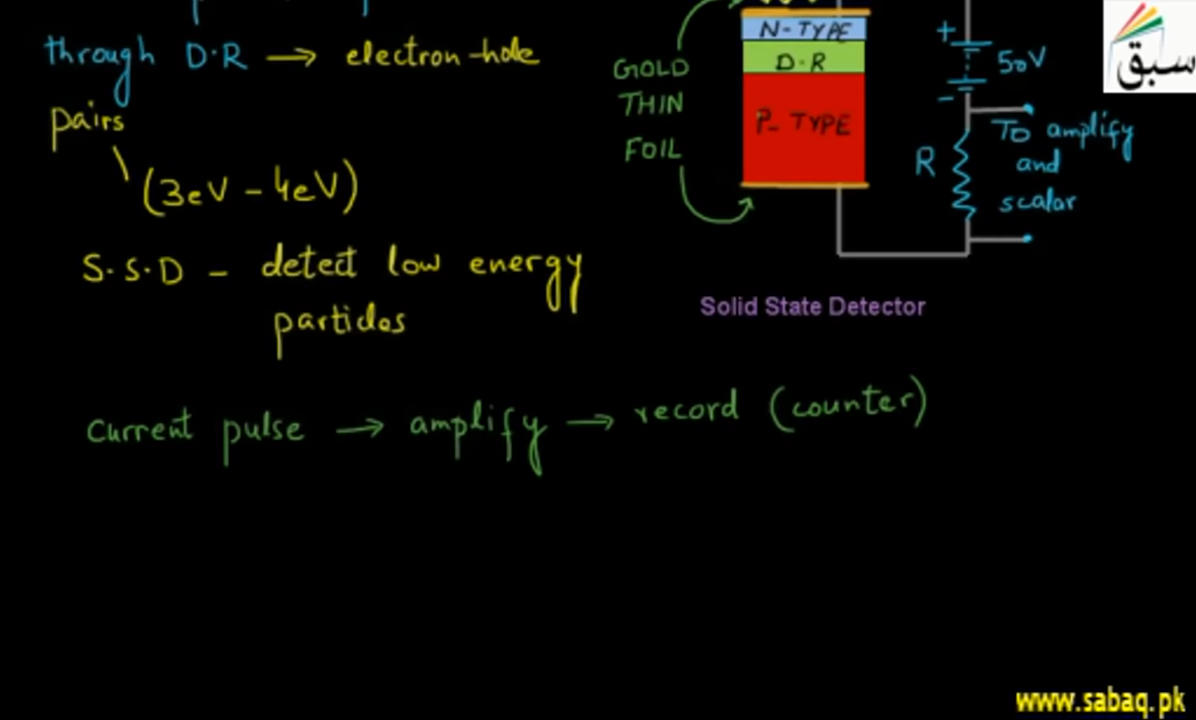 through D.R → electron-hole
pairs
(3eV - 4eV)
S.S.D - detect low energy
particles
current pulse → amplify → record (counter)
GOLD
THIN
FOIL
N-TYPE
D.R
P-TYPE
+
50V
-
R
To amplify
and
scalar
Solid State Detector
سبق
www.sabaq.pk